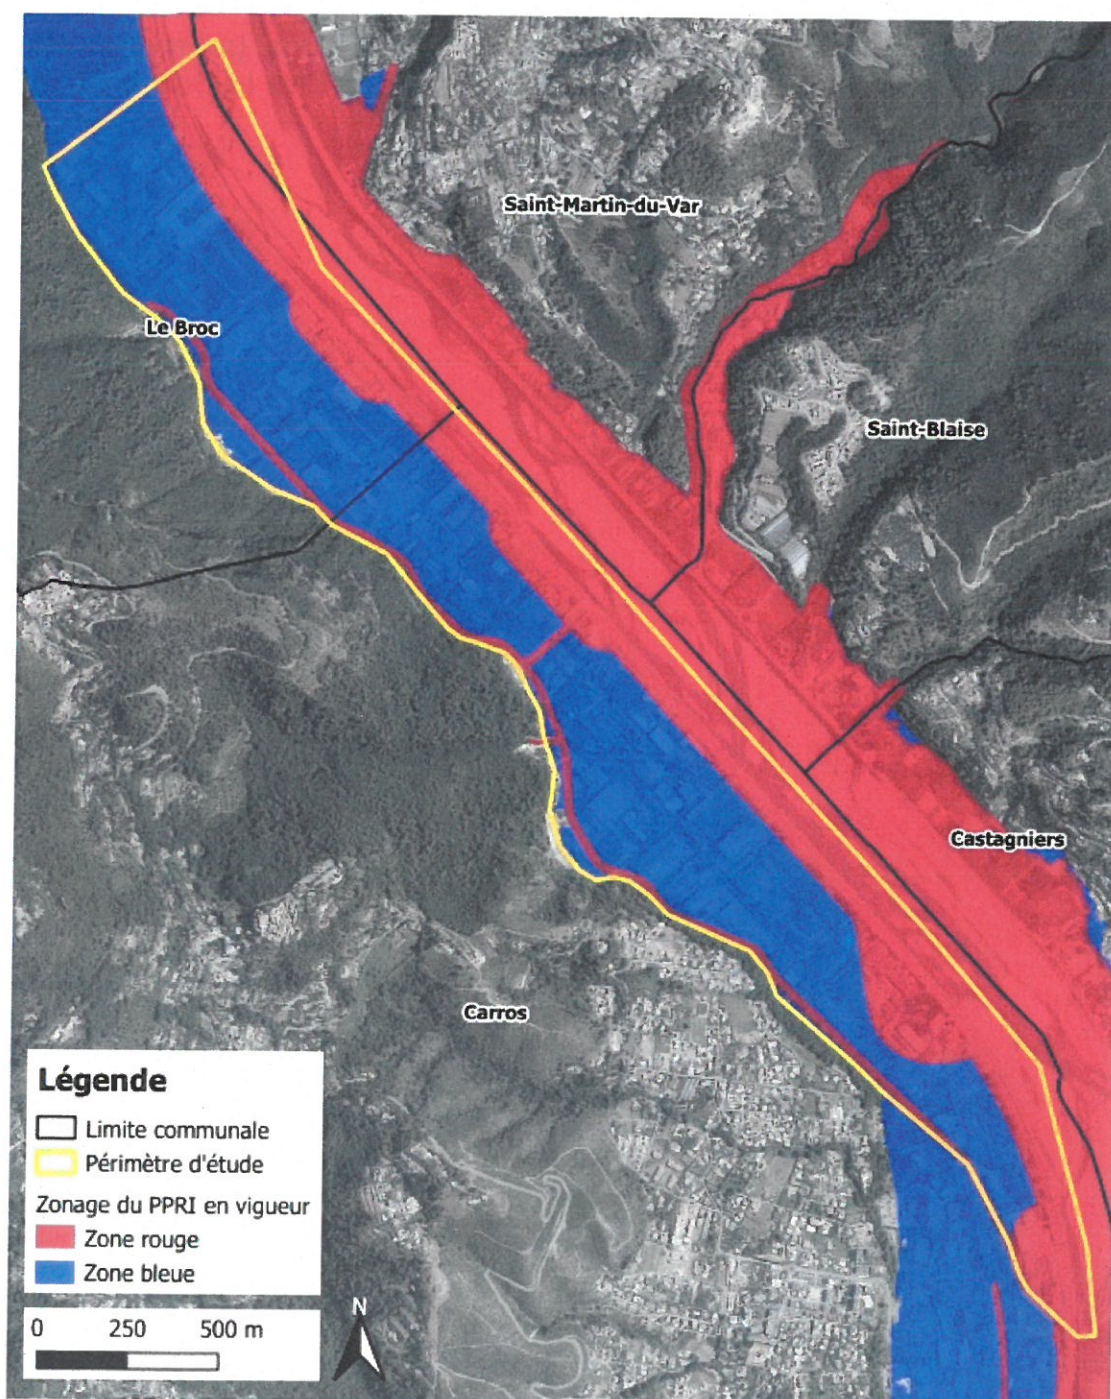 Saint-Martin-du-Var
Le Broc
Saint-Blaise
Castagniers
Carros
Légende
Limite communale
Périmètre d'étude
Zonage du PPRI en vigueur
Zone rouge
Zone bleue
0 250 500 m
N